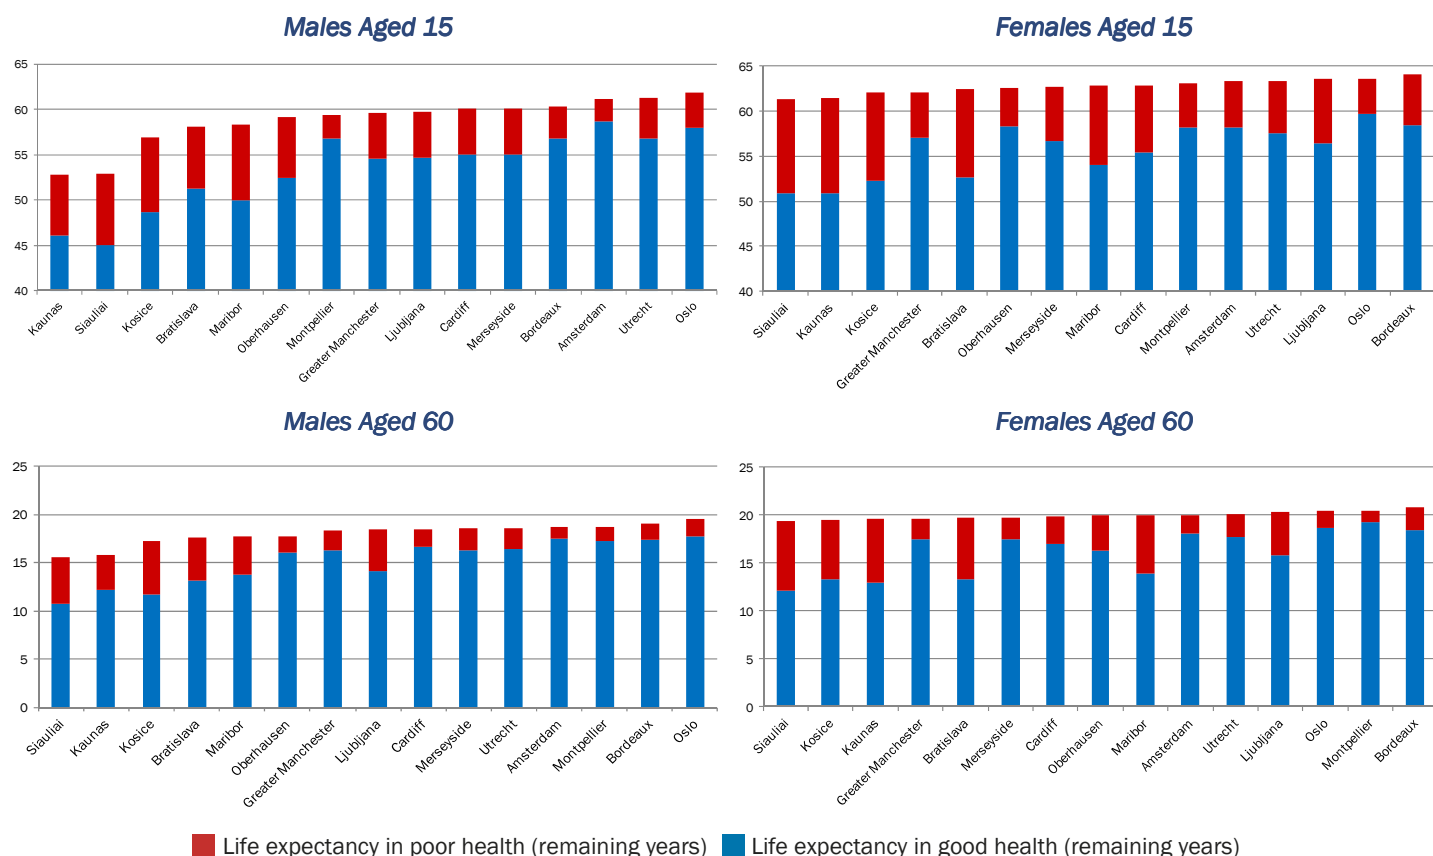 Males Aged 15
65
60
55
50
45
40
Kaunas
Siauliai
Kosice
Bratislava
Maribor
Oberhausen
Montpellier
Greater Manchester
Ljubljana
Cardiff
Merseyside
Bordeaux
Amsterdam
Utrecht
Oslo
Females Aged 15
65
60
55
50
45
40
Siauliai
Kaunas
Kosice
Greater Manchester
Bratislava
Oberhausen
Merseyside
Maribor
Cardiff
Montpellier
Amsterdam
Utrecht
Ljubljana
Oslo
Bordeaux
Males Aged 60
25
20
15
10
5
0
Siauliai
Kaunas
Kosice
Bratislava
Maribor
Oberhausen
Greater Manchester
Ljubljana
Cardiff
Merseyside
Utrecht
Amsterdam
Montpellier
Bordeaux
Oslo
Females Aged 60
25
20
15
10
5
0
Siauliai
Kosice
Kaunas
Greater Manchester
Bratislava
Merseyside
Cardiff
Oberhausen
Maribor
Amsterdam
Utrecht
Ljubljana
Oslo
Montpellier
Bordeaux
Life expectancy in poor health (remaining years)
Life expectancy in good health (remaining years)